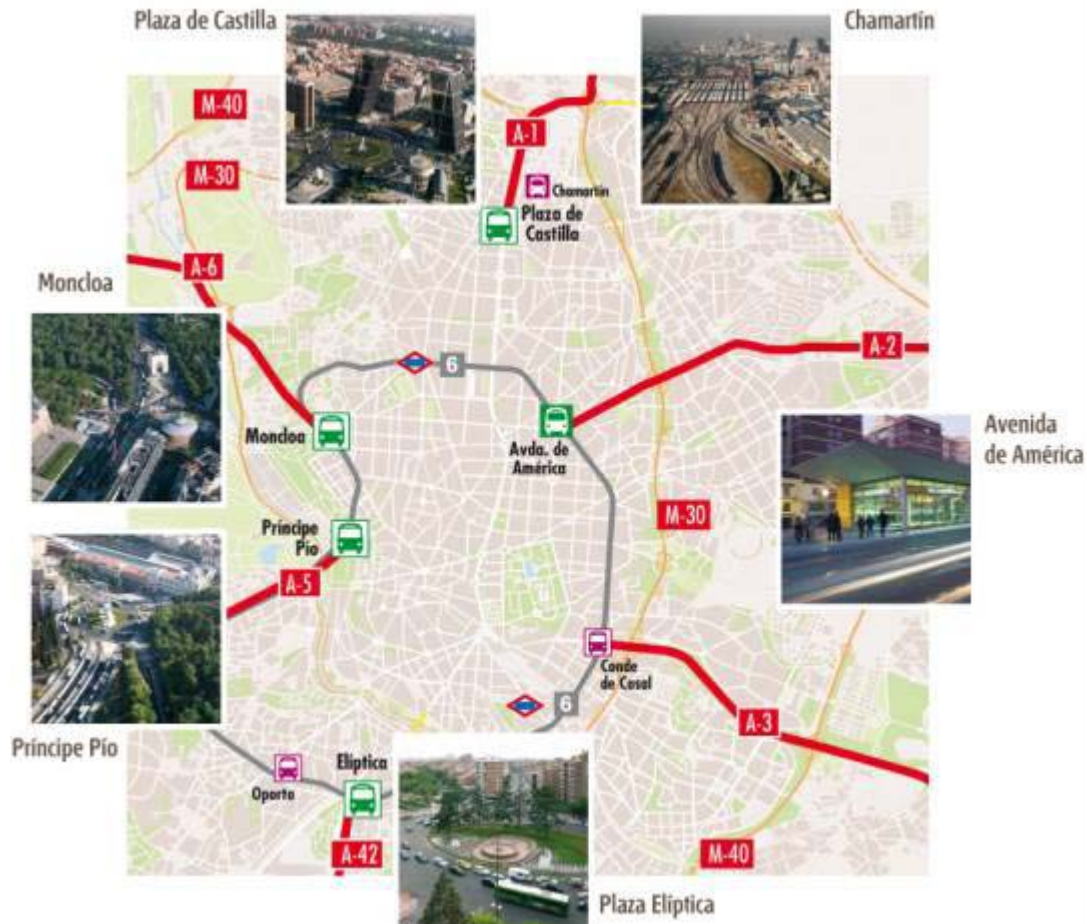 Plaza de Castilla
Chamartín
M-40
A-1
M-30
Chamartín
Plaza de
Castilla
A-6
Moncloa
A-2
6
Moncloa
Avda. de
América
Avenida
de América
M-30
Príncipe
Pío
A-5
Conde
de Casal
6
A-3
Príncipe Pío
Elíptica
Oporto
A-42
M-40
Plaza Elíptica